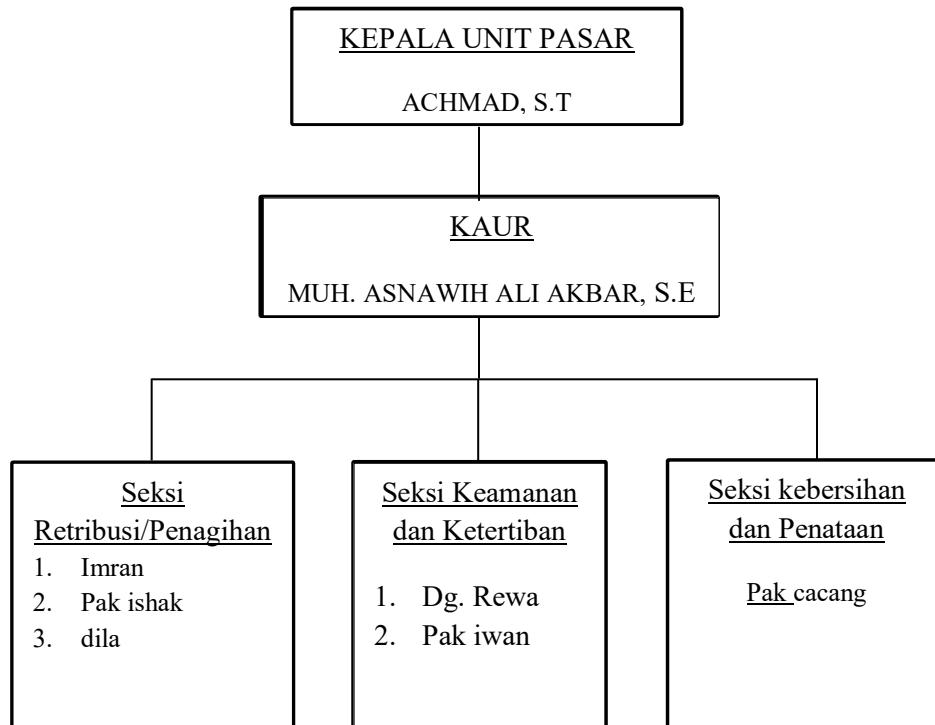 KEPALA UNIT PASAR
ACHMAD, S.T
KAUR
MUH. ASNAWIH ALI AKBAR, S.E
Seksi
Retribusi/Penagihan
1. Imran
2. Pak ishak
3. dila
Seksi Keamanan
dan Ketertiban
1. Dg. Rewa
2. Pak iwan
Seksi kebersihan
dan Penataan
Pak cacang